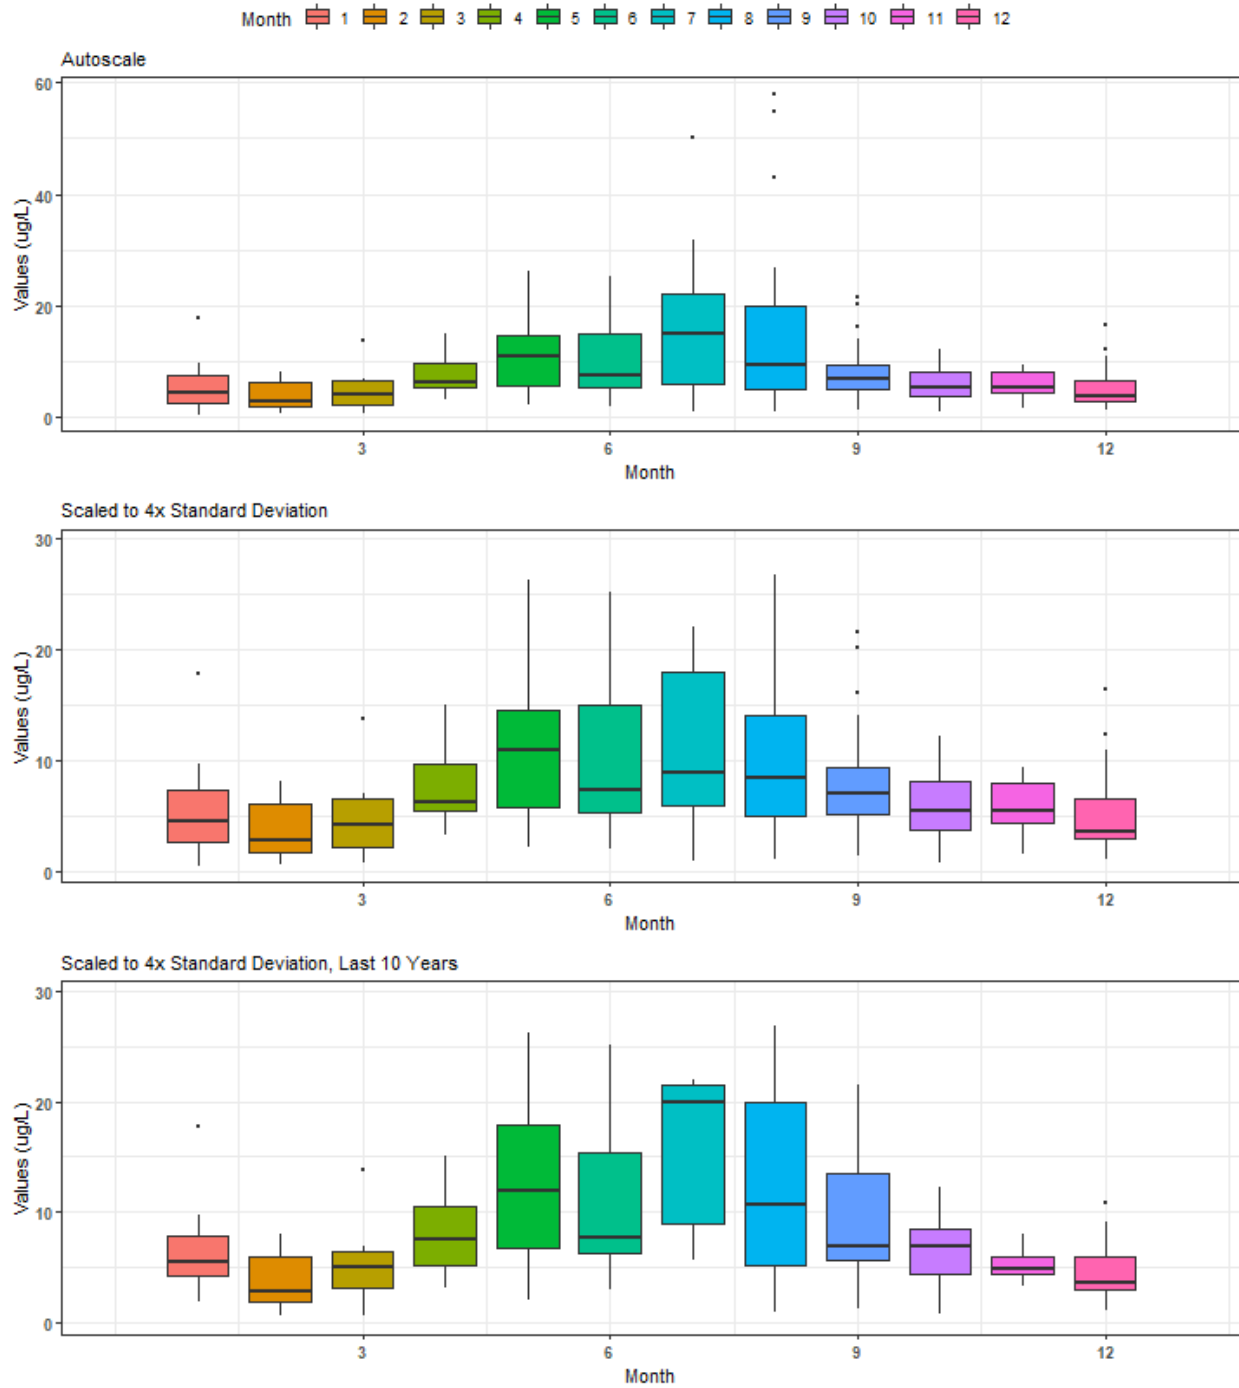 Month 1 2 3 4 5 6 7 8 9 10 11 12
Autoscale
Values (ug/L)
60
40
20
0
3 6 9 12
Month
Scaled to 4x Standard Deviation
Values (ug/L)
30
20
10
0
3 6 9 12
Month
Scaled to 4x Standard Deviation, Last 10 Years
Values (ug/L)
30
20
10
0
3 6 9 12
Month